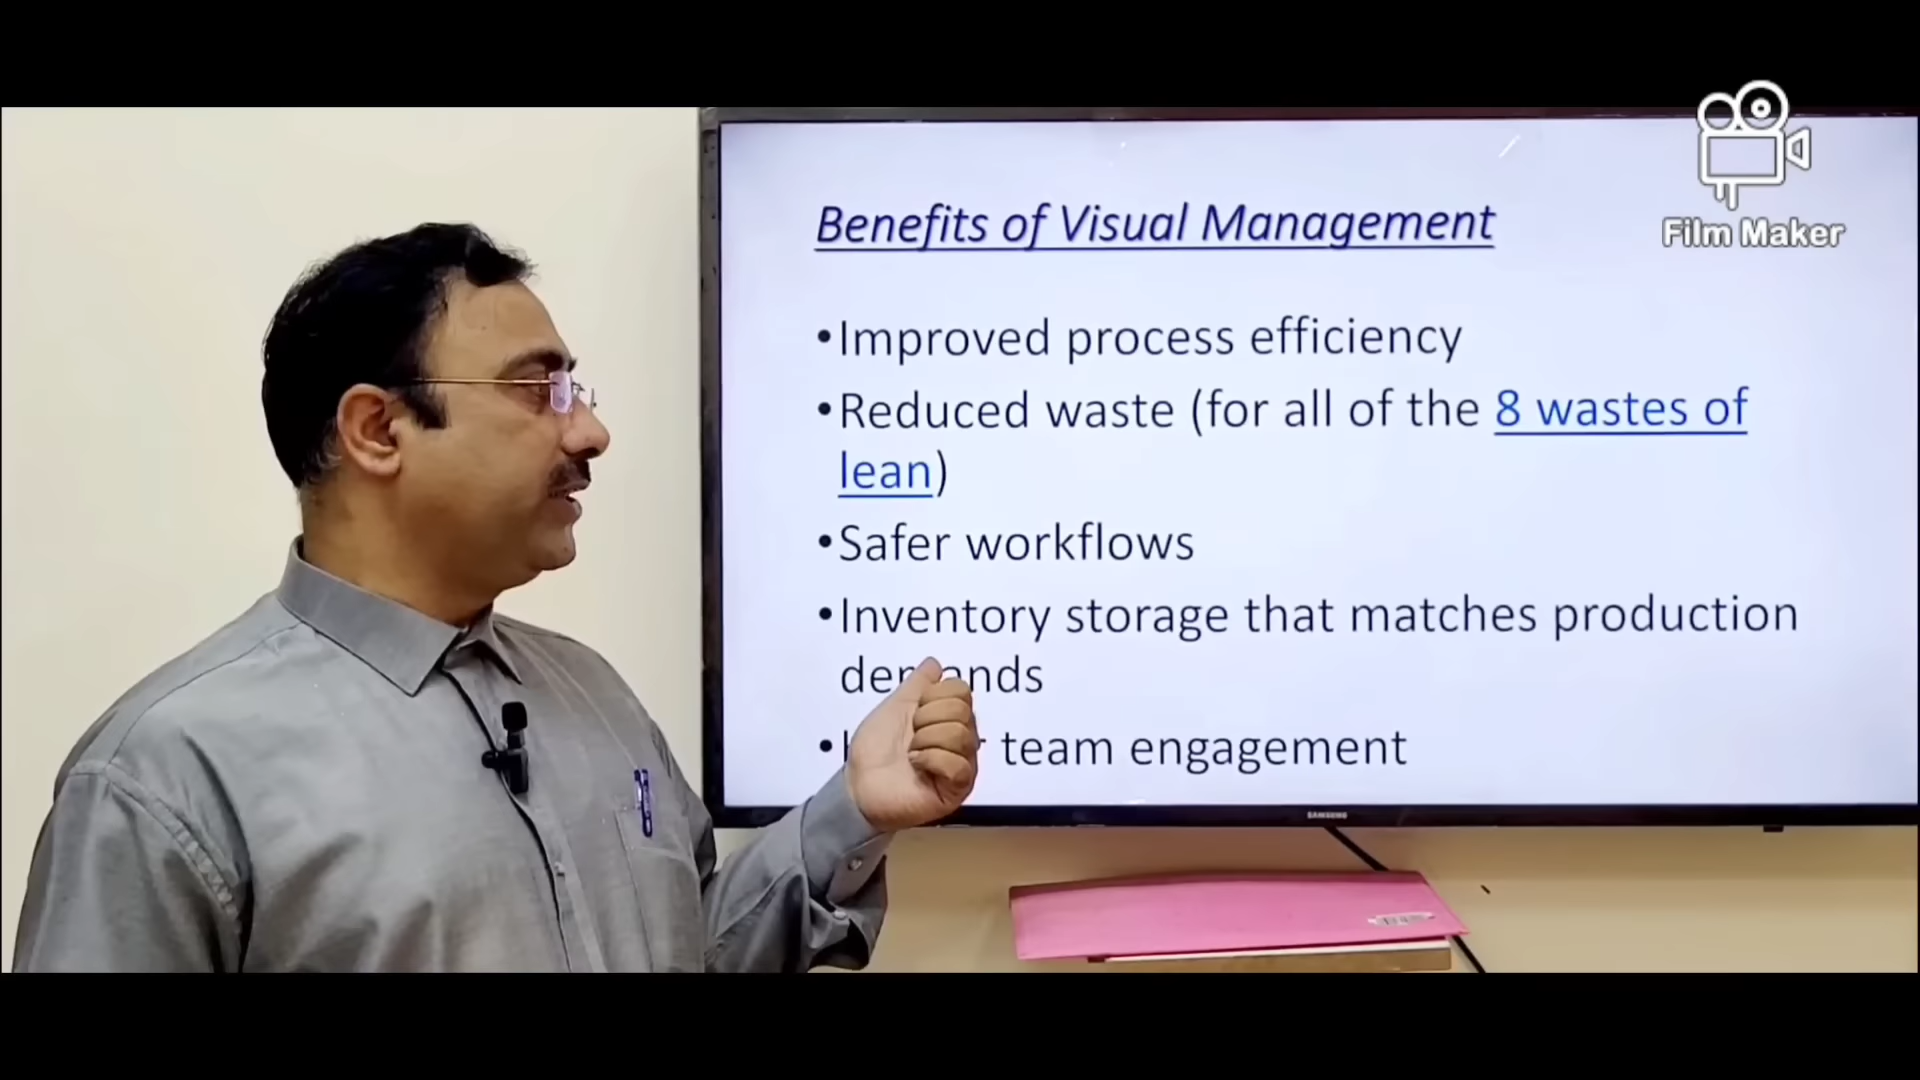 Benefits of Visual Management
Film Maker
•Improved process efficiency
•Reduced waste (for all of the 8 wastes of
lean)
•Safer workflows
•Inventory storage that matches production
• team engagement
SAMSUNG